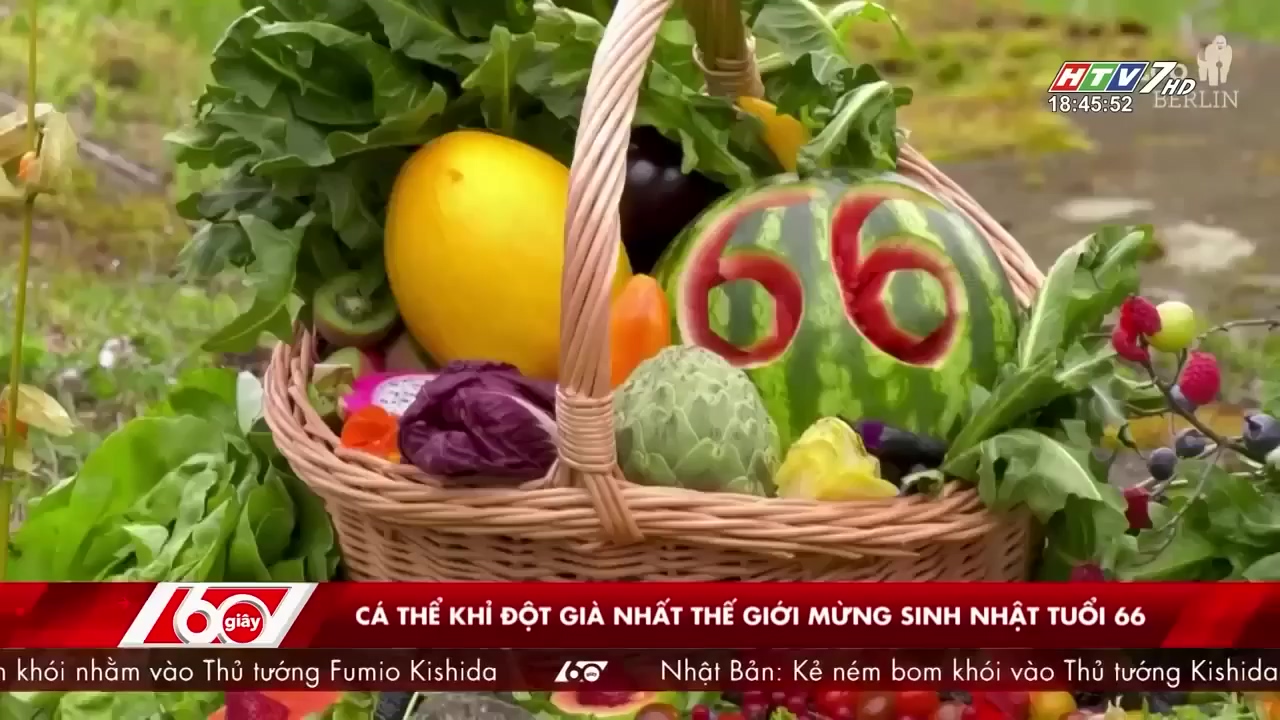 HTV7 HD
18:45:52
BERLIN
66
60 giây
CÁ THỂ KHỈ ĐỘT GIÀ NHẤT THẾ GIỚI MỪNG SINH NHẬT TUỔI 66
khói nhằm vào Thủ tướng Fumio Kishida 60 giây Nhật Bản: Kẻ ném bom khói vào Thủ tướng Kishida